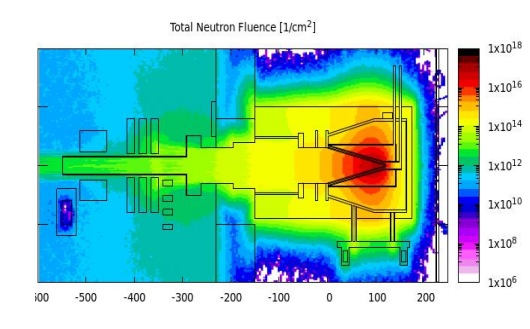 Total Neutron Fluence [1/cm²]
1x10¹⁸
1x10¹⁶
1x10¹⁴
1x10¹²
1x10¹⁰
1x10⁸
1x10⁶
600 -500 -400 -300 -200 -100 0 100 200